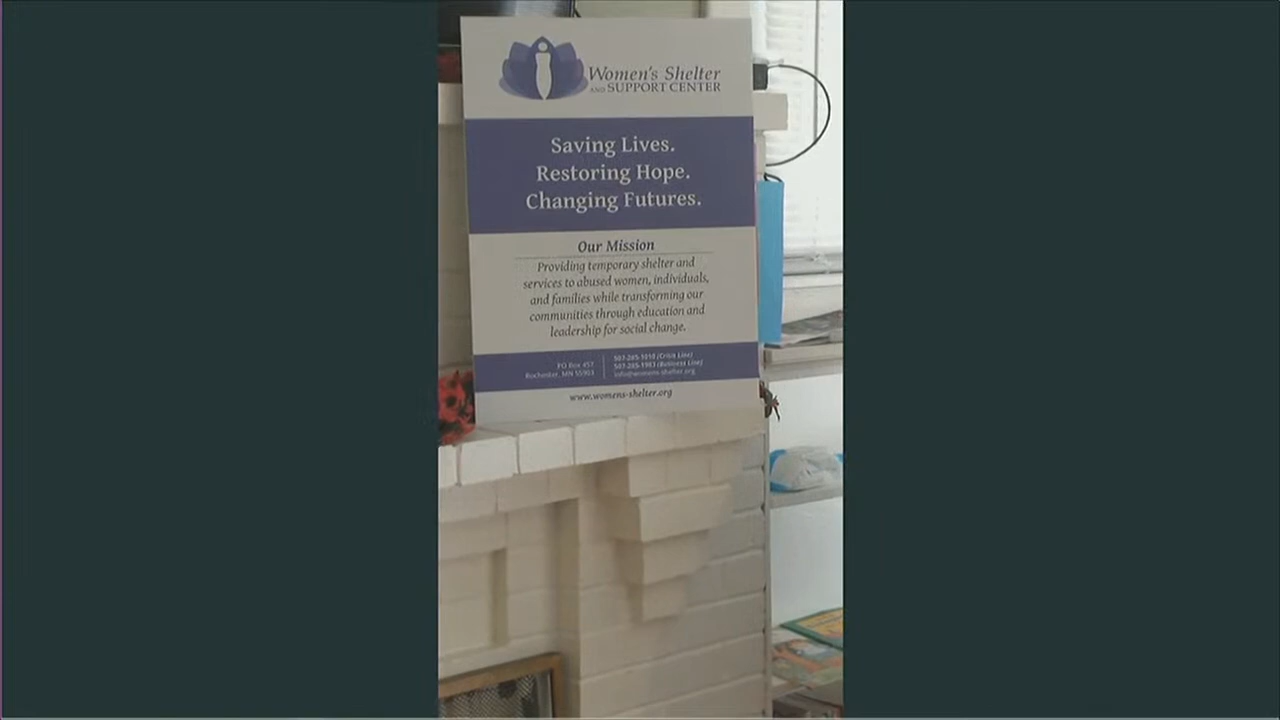 Women's Shelter
AND SUPPORT CENTER
Saving Lives.
Restoring Hope.
Changing Futures.
Our Mission
Providing temporary shelter and
services to abused women, individuals,
and families while transforming our
communities through education and
leadership for social change.
PO Box 457
Rochester, MN 55903
507-285-1010 (Crisis Line)
507-285-1983 (Business Line)
info@womens-shelter.org
www.womens-shelter.org